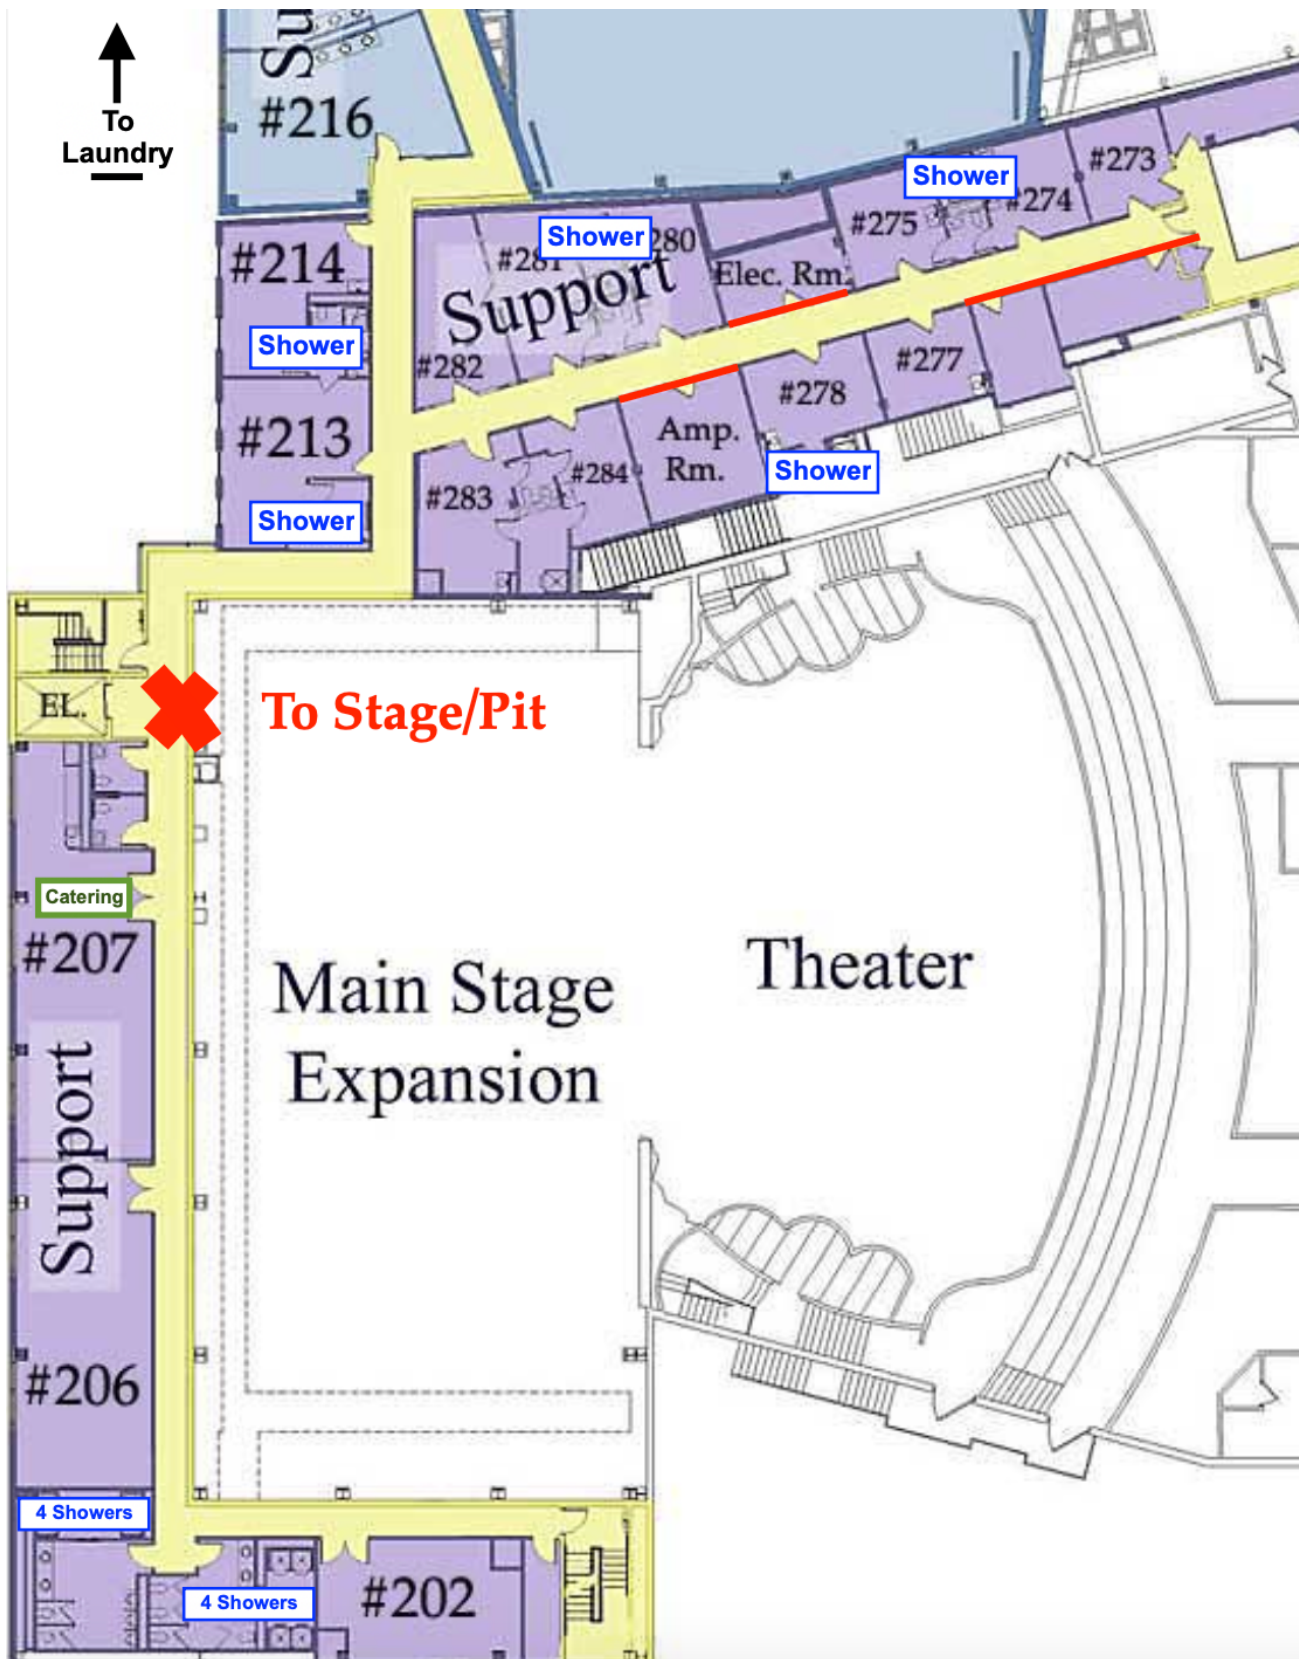 To
Laundry
Su
#216
#214
Shower
#213
Shower
Shower
#281
#280
Support
#282
Elec. Rm.
Shower
#275
#274
#273
#283
#284
Amp.
Rm.
#278
#277
Shower
EL.
To Stage/Pit
Catering
#207
Support
#206
Main Stage
Expansion
Theater
4 Showers
4 Showers
#202